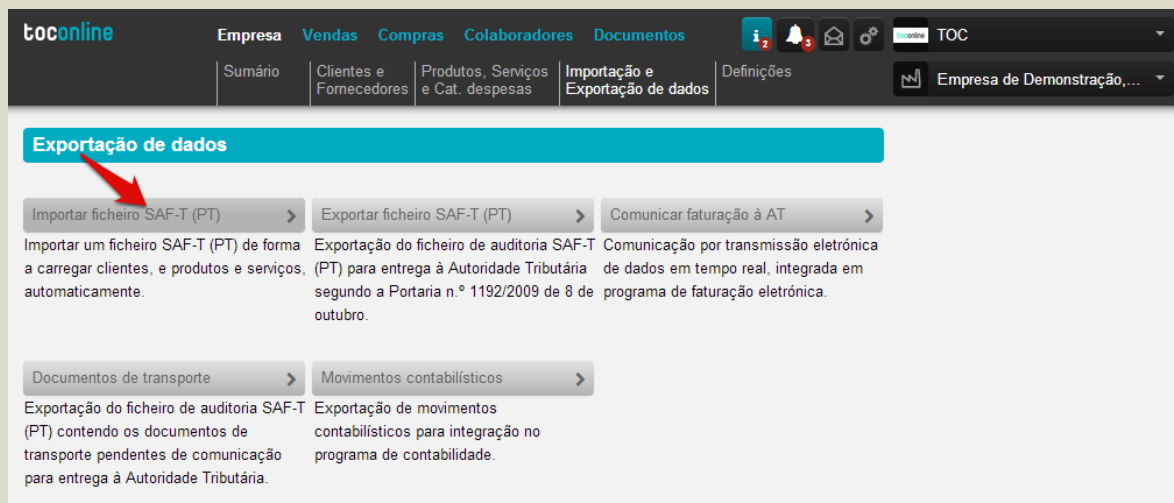 toconline
Empresa Vendas Compras Colaboradores Documentos
i 2
3
toconline TOC
Sumário
Clientes e
Fornecedores
Produtos, Serviços
e Cat. despesas
Importação e
Exportação de dados
Definições
Empresa de Demonstração,...
Exportação de dados
Importar ficheiro SAF-T (PT)
Importar um ficheiro SAF-T (PT) de forma
a carregar clientes, e produtos e serviços,
automaticamente.
Exportar ficheiro SAF-T (PT)
Exportação do ficheiro de auditoria SAF-T
(PT) para entrega à Autoridade Tributária
segundo a Portaria n.º 1192/2009 de 8 de
outubro.
Comunicar faturação à AT
Comunicação por transmissão eletrónica
de dados em tempo real, integrada em
programa de faturação eletrónica.
Documentos de transporte
Exportação do ficheiro de auditoria SAF-T
(PT) contendo os documentos de
transporte pendentes de comunicação
para entrega à Autoridade Tributária.
Movimentos contabilísticos
Exportação de movimentos
contabilísticos para integração no
programa de contabilidade.